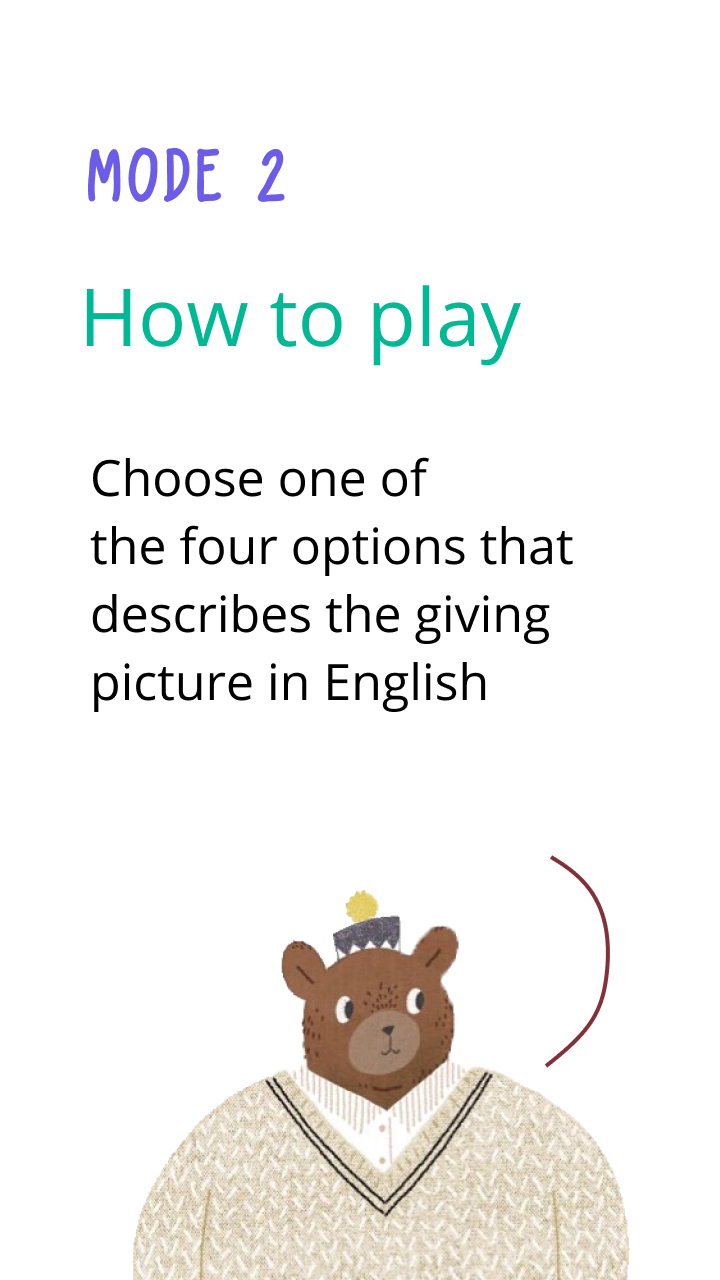 MODE 2
How to play
Choose one of
the four options that
describes the giving
picture in English